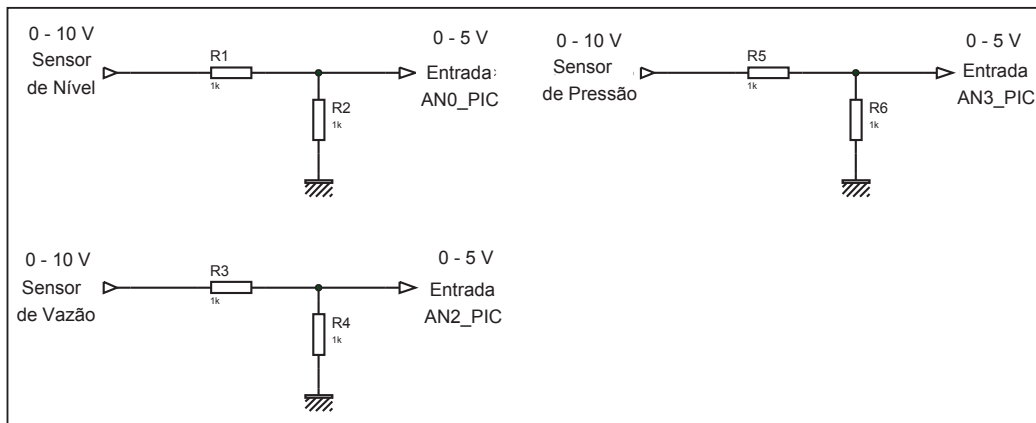 0 - 10 V
Sensor
de Nível
R1
1k
R2
1k
0 - 5 V
Entrada
AN0_PIC
0 - 10 V
Sensor
de Pressão
R5
1k
R6
1k
0 - 5 V
Entrada
AN3_PIC
0 - 10 V
Sensor
de Vazão
R3
1k
R4
1k
0 - 5 V
Entrada
AN2_PIC